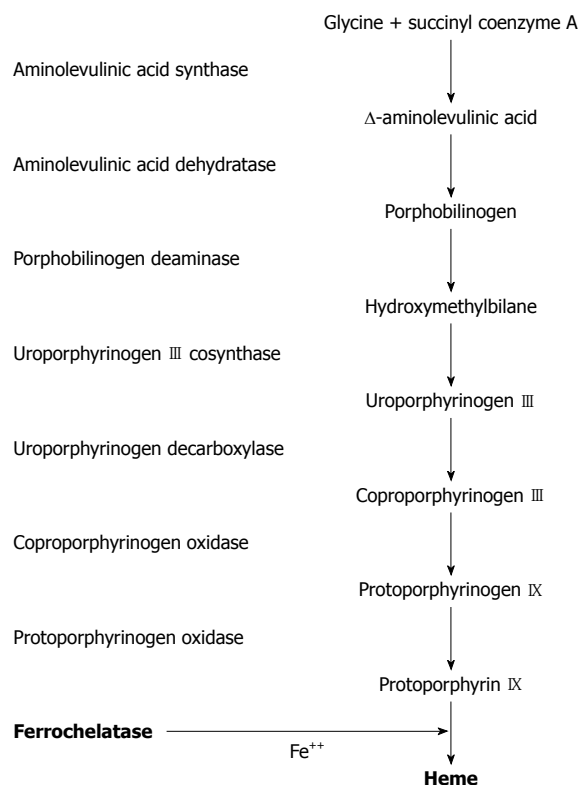 Glycine + succinyl coenzyme A
Aminolevulinic acid synthase
Δ-aminolevulinic acid
Aminolevulinic acid dehydratase
Porphobilinogen
Porphobilinogen deaminase
Hydroxymethylbilane
Uroporphyrinogen Ⅲ cosynthase
Uroporphyrinogen Ⅲ
Uroporphyrinogen decarboxylase
Coproporphyrinogen Ⅲ
Coproporphyrinogen oxidase
Protoporphyrinogen Ⅸ
Protoporphyrinogen oxidase
Protoporphyrin Ⅸ
Ferrochelatase
Fe⁺⁺
Heme